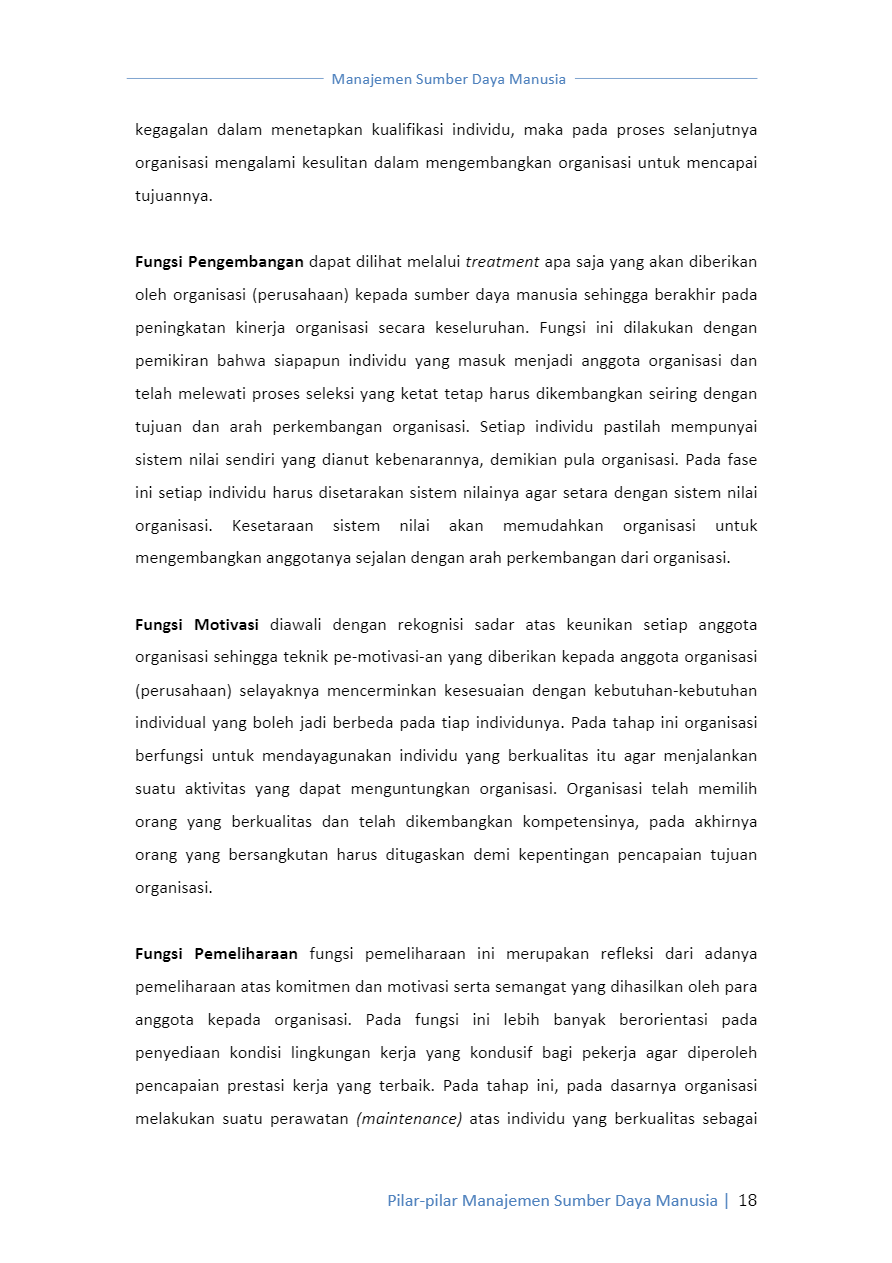 Manajemen Sumber Daya Manusia
kegagalan dalam menetapkan kualifikasi individu, maka pada proses selanjutnya
organisasi mengalami kesulitan dalam mengembangkan organisasi untuk mencapai
tujuannya.
Fungsi Pengembangan dapat dilihat melalui treatment apa saja yang akan diberikan
oleh organisasi (perusahaan) kepada sumber daya manusia sehingga berakhir pada
peningkatan kinerja organisasi secara keseluruhan. Fungsi ini dilakukan dengan
pemikiran bahwa siapapun individu yang masuk menjadi anggota organisasi dan
telah melewati proses seleksi yang ketat tetap harus dikembangkan seiring dengan
tujuan dan arah perkembangan organisasi. Setiap individu pastilah mempunyai
sistem nilai sendiri yang dianut kebenarannya, demikian pula organisasi. Pada fase
ini setiap individu harus disetarakan sistem nilainya agar setara dengan sistem nilai
organisasi. Kesetaraan sistem nilai akan memudahkan organisasi untuk
mengembangkan anggotanya sejalan dengan arah perkembangan dari organisasi.
Fungsi Motivasi diawali dengan rekognisi sadar atas keunikan setiap anggota
organisasi sehingga teknik pe-motivasi-an yang diberikan kepada anggota organisasi
(perusahaan) selayaknya mencerminkan kesesuaian dengan kebutuhan-kebutuhan
individual yang boleh jadi berbeda pada tiap individunya. Pada tahap ini organisasi
berfungsi untuk mendayagunakan individu yang berkualitas itu agar menjalankan
suatu aktivitas yang dapat menguntungkan organisasi. Organisasi telah memilih
orang yang berkualitas dan telah dikembangkan kompetensinya, pada akhirnya
orang yang bersangkutan harus ditugaskan demi kepentingan pencapaian tujuan
organisasi.
Fungsi Pemeliharaan fungsi pemeliharaan ini merupakan refleksi dari adanya
pemeliharaan atas komitmen dan motivasi serta semangat yang dihasilkan oleh para
anggota kepada organisasi. Pada fungsi ini lebih banyak berorientasi pada
penyediaan kondisi lingkungan kerja yang kondusif bagi pekerja agar diperoleh
pencapaian prestasi kerja yang terbaik. Pada tahap ini, pada dasarnya organisasi
melakukan suatu perawatan (maintenance) atas individu yang berkualitas sebagai
Pilar-pilar Manajemen Sumber Daya Manusia | 18